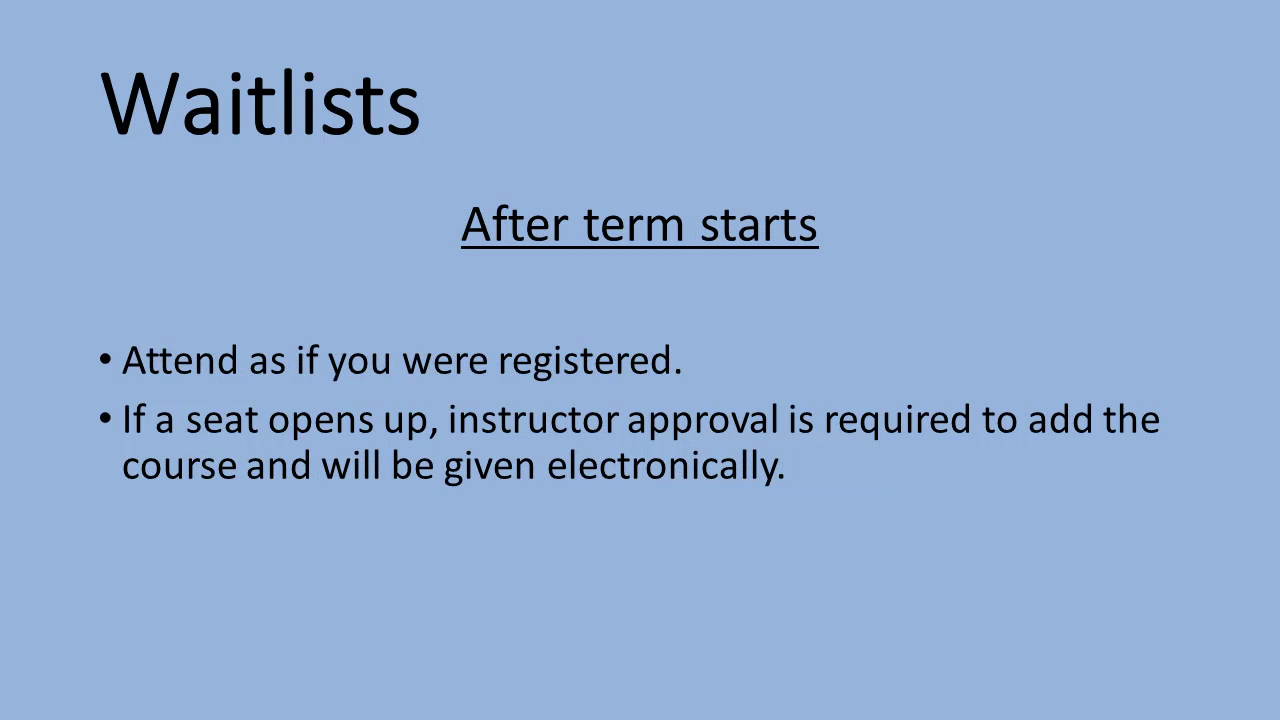 Waitlists
After term starts
• Attend as if you were registered.
• If a seat opens up, instructor approval is required to add the
course and will be given electronically.